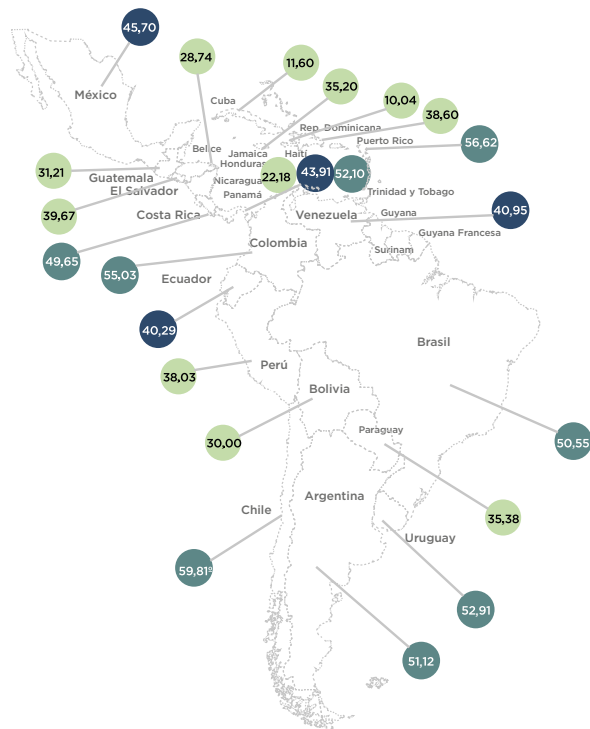 45,70
28,74
11,60
35,20
10,04
38,60
56,62
México
Cuba
Rep. Dominicana
Puerto Rico
Belice
Jamaica
Haití
Honduras
31,21
Guatemala
El Salvador
Nicaragua
22,18
43,91
52,10
Panamá
Trinidad y Tobago
39,67
Costa Rica
Venezuela
Guyana
40,95
Guyana Francesa
49,65
55,03
Colombia
Surinam
Ecuador
40,29
Brasil
38,03
Perú
Bolivia
30,00
Paraguay
50,55
Argentina
Chile
35,38
Uruguay
59,81º
52,91
51,12